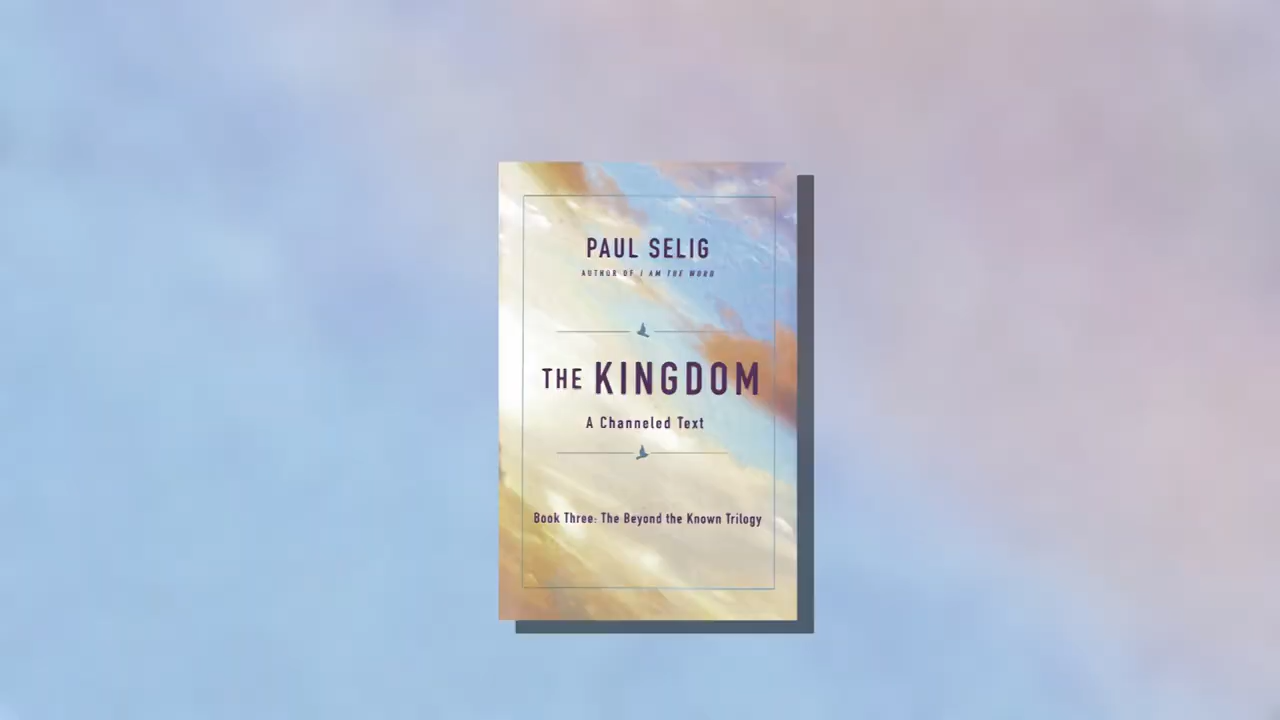 PAUL SELIG
AUTHOR OF I AM THE WORD
THE KINGDOM
A Channeled Text
Book Three: The Beyond the Known Trilogy